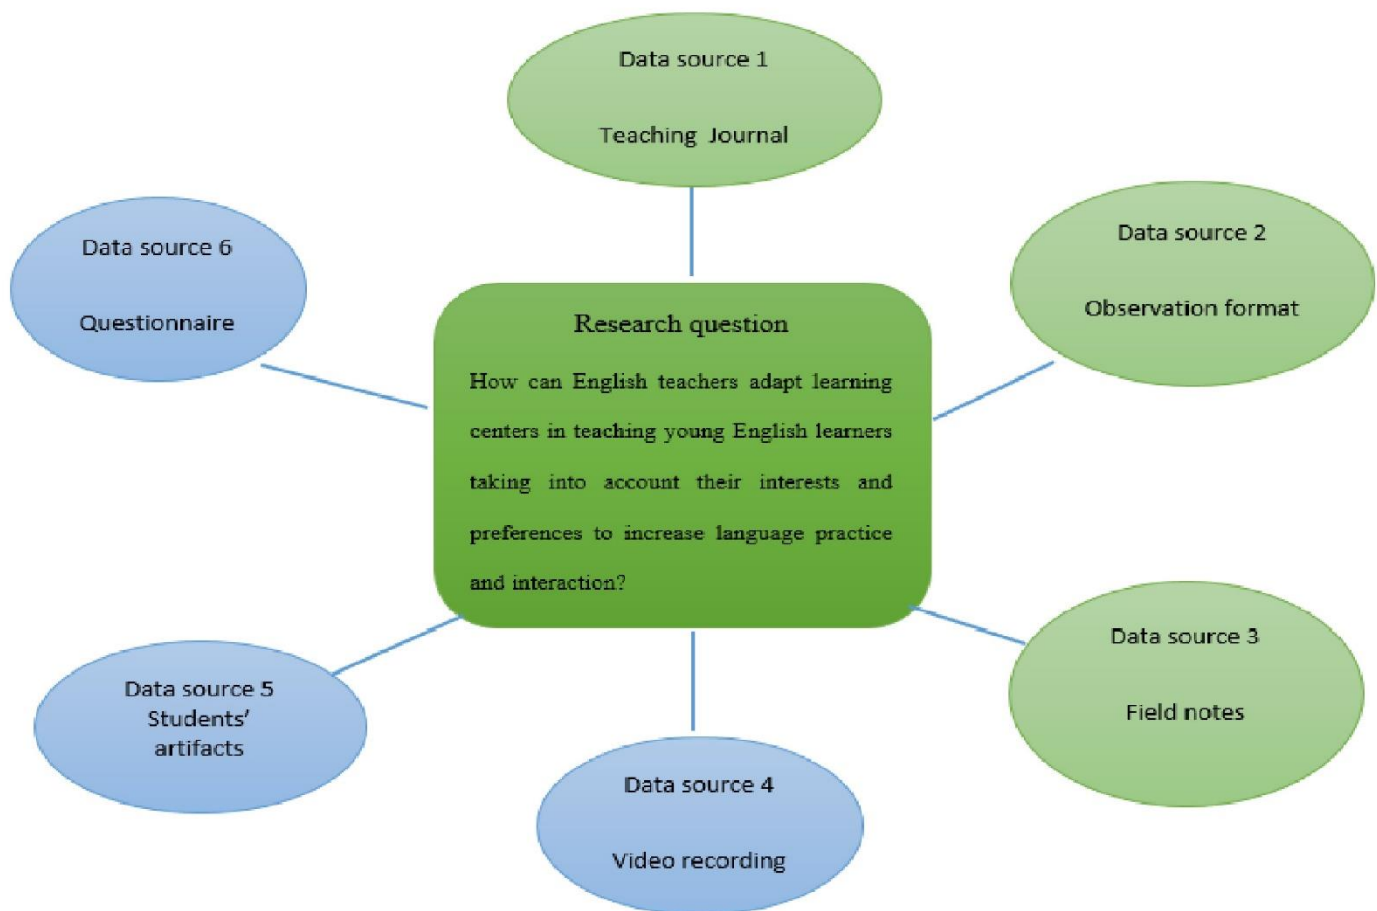 Data source 1
Teaching Journal
Data source 2
Observation format
Data source 3
Field notes
Data source 4
Video recording
Data source 5
Students'
artifacts
Data source 6
Questionnaire
Research question
How can English teachers adapt learning
centers in teaching young English learners
taking into account their interests and
preferences to increase language practice
and interaction?